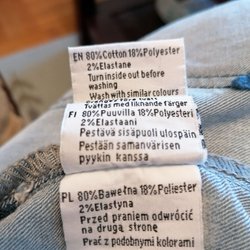 EN 80%Cotton 18%Polyester
2%Elastane
Turn inside out before
washing
Wash with similar colours
Tvättas med liknande färger
FI 80%Puuvilla 18%Polyesteri
2%Elastaani
Pestävä sisäpuoli ulospäin
Pestään samanvärisen
pyykin kanssa
PL 80%Bawełna 18%Poliester
2%Elastyna
Przed praniem odwrócić
na drugą stronę
Prać z podobnymi kolorami